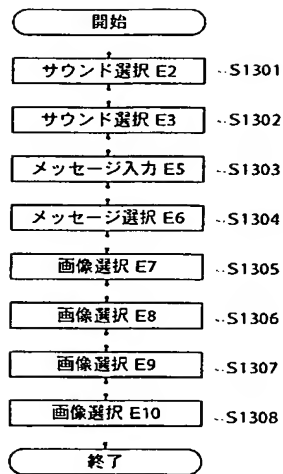 開始
サウンド選択 E2 S1301
サウンド選択 E3 S1302
メッセージ入力 E5 S1303
メッセージ選択 E6 S1304
画像選択 E7 S1305
画像選択 E8 S1306
画像選択 E9 S1307
画像選択 E10 S1308
終了